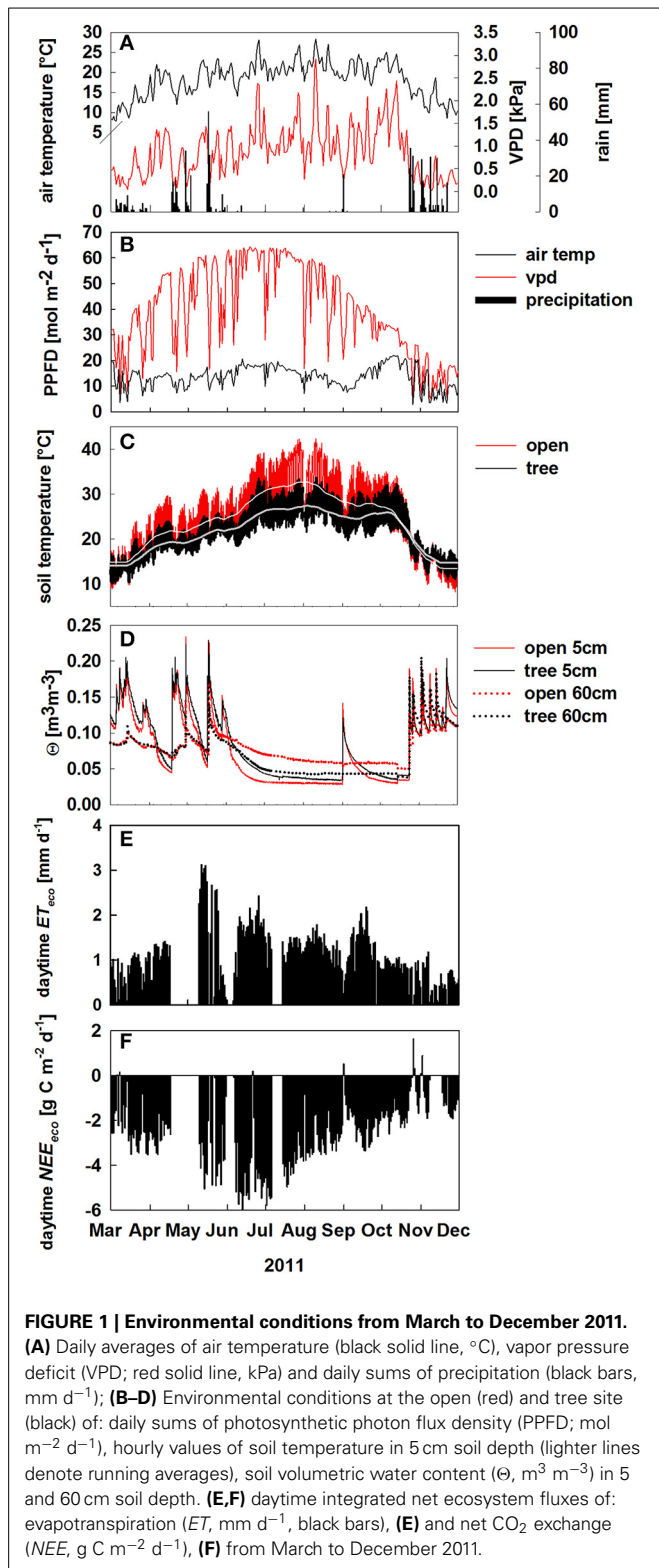 A
air temperature [°C]
30
25
20
15
10
5
0
3.5
3.0
2.5
2.0
1.5
1.0
0.5
0.0
VPD [kPa]
100
80
60
40
20
0
rain [mm]
B
PPFD [mol m-2 d-1]
70
60
50
40
30
20
10
0
air temp
vpd
precipitation
C
soil temperature [°C]
40
30
20
10
open
tree
D
Θ [m³m-3]
0.25
0.20
0.15
0.10
0.05
0.00
open 5cm
tree 5cm
open 60cm
tree 60cm
E
daytime ETeco [mm d-1]
4
3
2
1
0
F
daytime NEEeco [g C m-2 d-1]
2
0
-2
-4
-6
Mar Apr May Jun Jul Aug Sep Oct Nov Dec
2011
FIGURE 1 | Environmental conditions from March to December 2011.
(A) Daily averages of air temperature (black solid line, °C), vapor pressure
deficit (VPD; red solid line, kPa) and daily sums of precipitation (black bars,
mm d−1); (B–D) Environmental conditions at the open (red) and tree site
(black) of: daily sums of photosynthetic photon flux density (PPFD; mol
m−2 d−1), hourly values of soil temperature in 5 cm soil depth (lighter lines
denote running averages), soil volumetric water content (Θ, m3 m−3) in 5
and 60 cm soil depth. (E,F) daytime integrated net ecosystem fluxes of:
evapotranspiration (ET, mm d−1, black bars), (E) and net CO2 exchange
(NEE, g C m−2 d−1), (F) from March to December 2011.